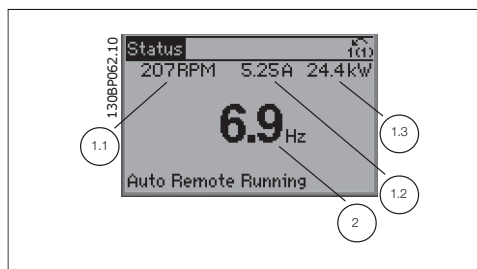 130BP062.10
Status
1(1)
207RPM 5.25A 24.4kW
6.9Hz
Auto Remote Running
1.1
1.3
1.2
2